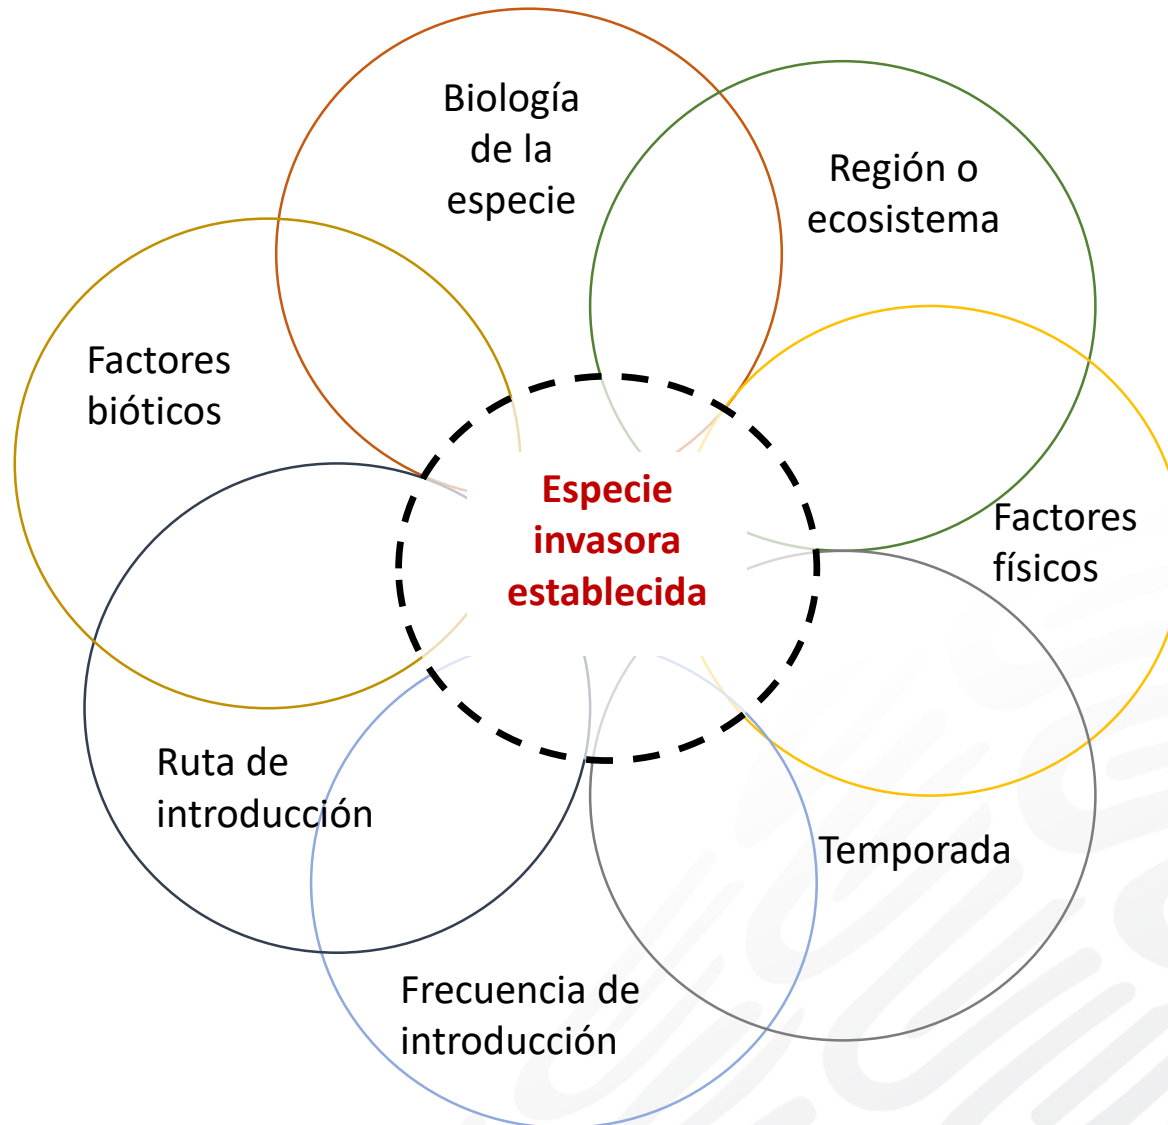 Biología
de la
especie
Región o
ecosistema
Factores
bióticos
Especie
invasora
establecida
Factores
físicos
Ruta de
introducción
Temporada
Frecuencia de
introducción